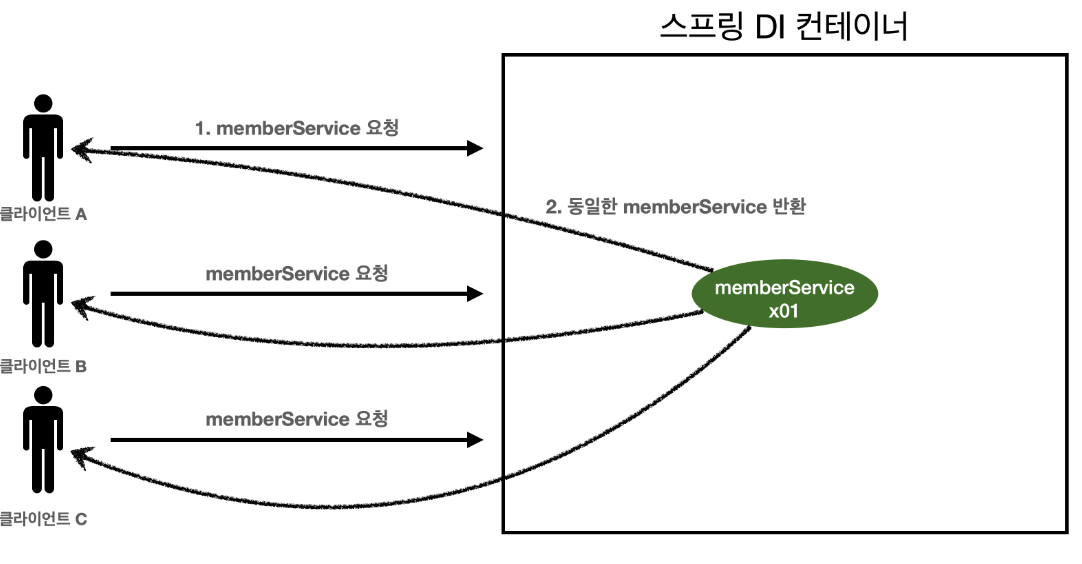 스프링 DI 컨테이너
1. memberService 요청
클라이언트 A
2. 동일한 memberService 반환
memberService 요청
memberService
x01
클라이언트 B
memberService 요청
클라이언트 C